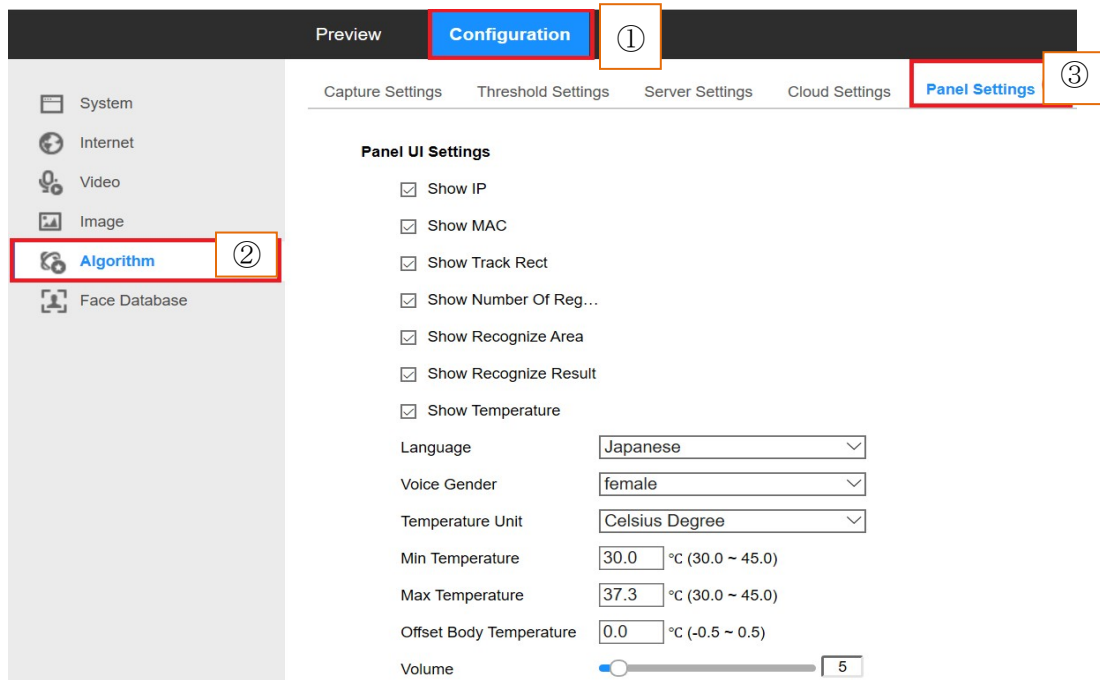 Preview Configuration ①
Capture Settings Threshold Settings Server Settings Cloud Settings Panel Settings ③
System
Internet
Video
Image
Algorithm ②
Face Database
Panel UI Settings
Show IP
Show MAC
Show Track Rect
Show Number Of Reg…
Show Recognize Area
Show Recognize Result
Show Temperature
Language Japanese
Voice Gender female
Temperature Unit Celsius Degree
Min Temperature 30.0 °C (30.0 ~ 45.0)
Max Temperature 37.3 °C (30.0 ~ 45.0)
Offset Body Temperature 0.0 °C (-0.5 ~ 0.5)
Volume 5